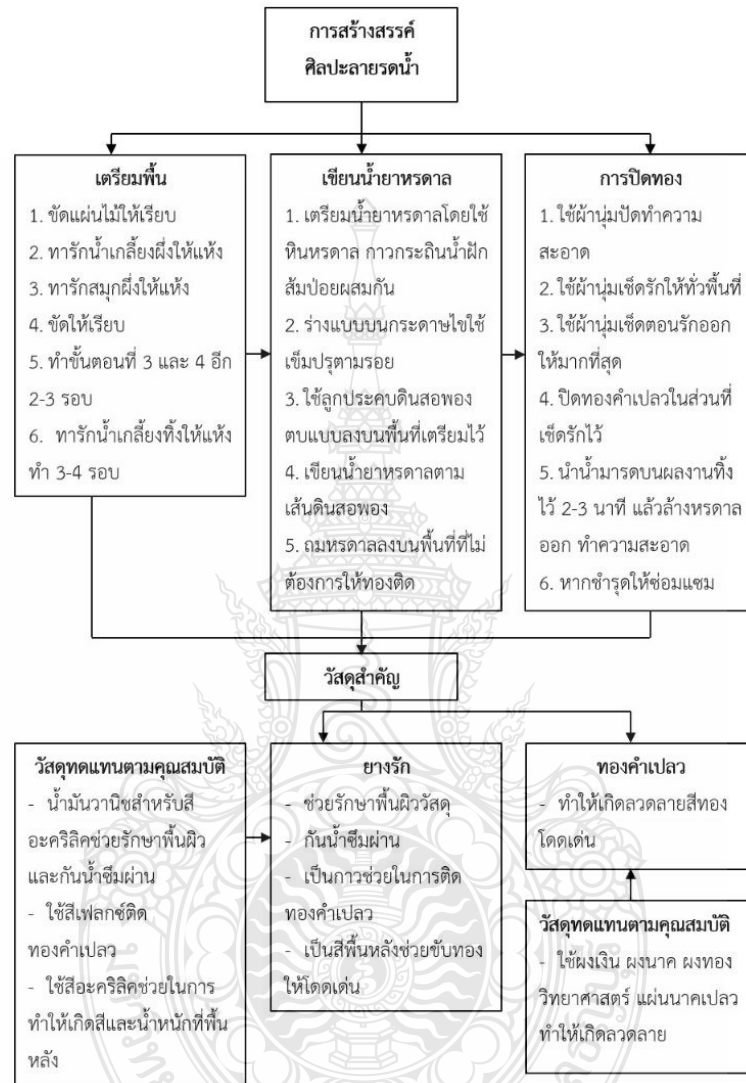 การสร้างสรรค์
ศิลปะลายรดน้ำ
เตรียมพื้น
1. ขัดแผ่นไม้ให้เรียบ
2. ทารักน้ำเกลี้ยงผึ่งให้แห้ง
3. ทารักสมุกผึ่งให้แห้ง
4. ขัดให้เรียบ
5. ทำขั้นตอนที่ 3 และ 4 อีก
2-3 รอบ
6. ทารักน้ำเกลี้ยงทิ้งให้แห้ง
ทำ 3-4 รอบ
เขียนน้ำยาหรดาล
1. เตรียมน้ำยาหรดาลโดยใช้
หินหรดาล กาวกระถินน้ำฝัก
ส้มป่อยผสมกัน
2. ร่างแบบบนกระดาษไขใช้
เข็มปรุตามรอย
3. ใช้ลูกประคบดินสอพอง
ตบแบบลงบนพื้นที่เตรียมไว้
4. เขียนน้ำยาหรดาลตาม
เส้นดินสอพอง
5. ถมหรดาลลงบนพื้นที่ที่ไม่
ต้องการให้ทองติด
การปิดทอง
1. ใช้ผ้านุ่มปัดทำความ
สะอาด
2. ใช้ผ้านุ่มเช็ดรักให้ทั่วพื้นที่
3. ใช้ผ้านุ่มเช็ดตอนรักออก
ให้มากที่สุด
4. ปิดทองคำเปลวในส่วนที่
เช็ดรักไว้
5. นำน้ำมารดบนผลงานทิ้ง
ไว้ 2-3 นาที แล้วล้างหรดาล
ออก ทำความสะอาด
6. หากชำรุดให้ซ่อมแซม
วัสดุสำคัญ
วัสดุทดแทนตามคุณสมบัติ
- น้ำมันวานิชสำหรับสี
อะคริลิคช่วยรักษาพื้นผิว
และกันน้ำซึมผ่าน
- ใช้สีเฟลกซ์ติด
ทองคำเปลว
- ใช้สีอะคริลิคช่วยในการ
ทำให้เกิดสีและน้ำหนักที่พื้น
หลัง
ยางรัก
- ช่วยรักษาพื้นผิววัสดุ
- กันน้ำซึมผ่าน
- เป็นกาวช่วยในการติด
ทองคำเปลว
- เป็นสีพื้นหลังช่วยขับทอง
ให้โดดเด่น
ทองคำเปลว
- ทำให้เกิดลวดลายสีทอง
โดดเด่น
วัสดุทดแทนตามคุณสมบัติ
- ใช้ผงเงิน ผงนาค ผงทอง
วิทยาศาสตร์ แผ่นนาคเปลว
ทำให้เกิดลวดลาย